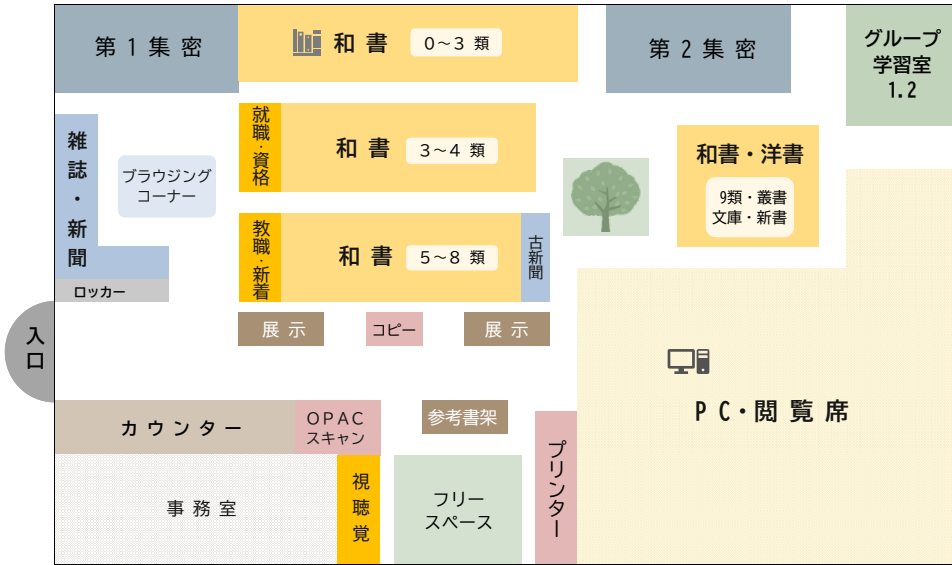 第1集密
和書 0～3 類
第2集密
グループ
学習室
1.2
雑誌・新聞
ブラウジング
コーナー
就職・資格
和書 3～4 類
和書・洋書
9類・叢書
文庫・新書
教職・新着
和書 5～8 類
古新聞
ロッカー
入口
展示
コピー
展示
PC・閲覧席
カウンター
OPAC
スキャン
参考書架
プリンター
事務室
視聴覚
フリー
スペース